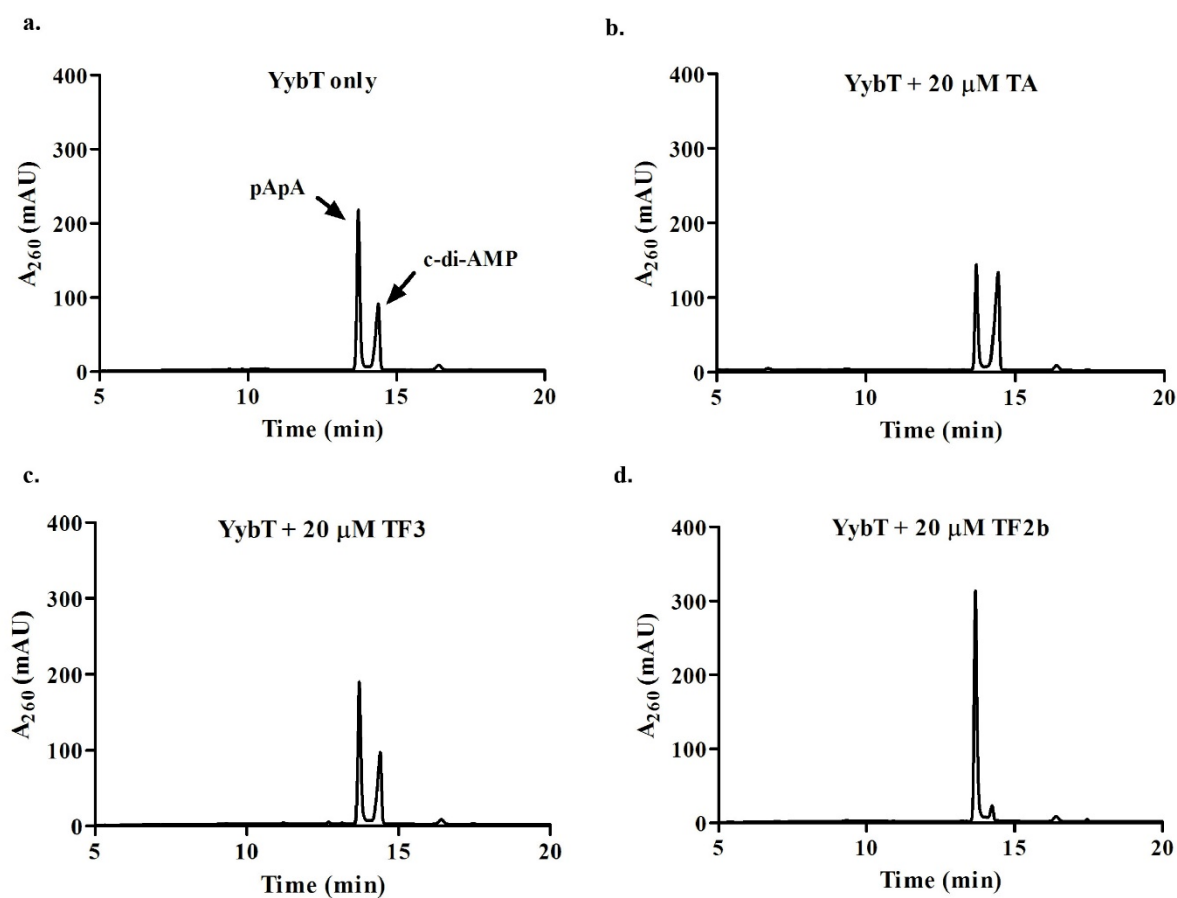 a.
YybT only
400
300
200
100
0
A260 (mAU)
pApA
c-di-AMP
5 10 15 20
Time (min)
b.
YybT + 20 μM TA
400
300
200
100
0
A260 (mAU)
5 10 15 20
Time (min)
c.
YybT + 20 μM TF3
400
300
200
100
0
A260 (mAU)
5 10 15 20
Time (min)
d.
YybT + 20 μM TF2b
400
300
200
100
0
A260 (mAU)
5 10 15 20
Time (min)